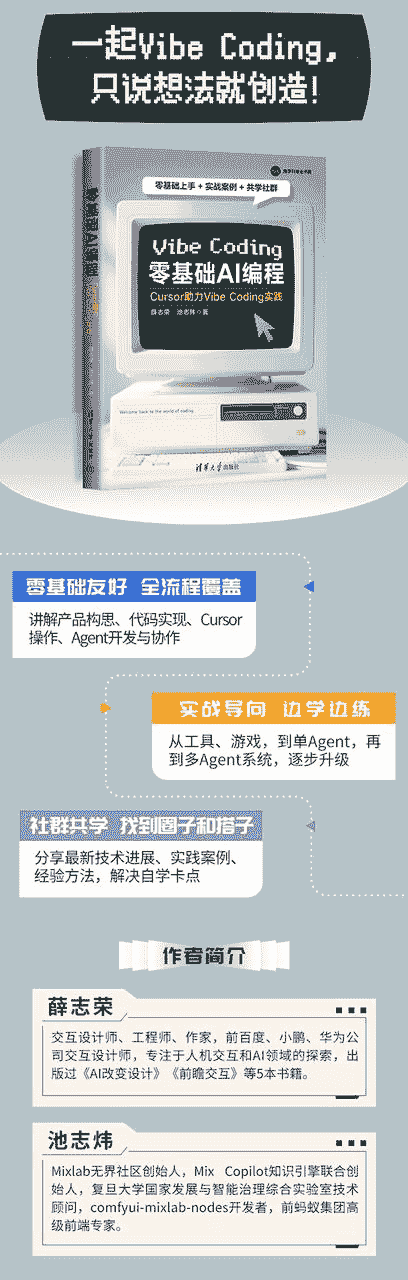 一起Vibe Coding,
只说想法就创造!
零基础上手 + 实战案例 + 共学社群
Vibe Coding
零基础AI编程
Cursor助力Vibe Coding实践
薛志荣 池志炜 ◎ 著
Welcome back to the world of coding
清华大学出版社
零基础AI编程
清华大学出版社
零基础友好 全流程覆盖
讲解产品构思、代码实现、Cursor
操作、Agent开发与协作
实战导向 边学边练
从工具、游戏,到单Agent,再
到多Agent系统,逐步升级
社群共学 找到圈子和搭子
分享最新技术进展、实践案例、
经验方法,解决自学卡点
作者简介
薛志荣
交互设计师、工程师、作家,前百度、小鹏、华为公
司交互设计师,专注于人机交互和AI领域的探索,出
版过《AI改变设计》《前瞻交互》等5本书籍。
池志炜
Mixlab无界社区创始人,Mix Copilot知识引擎联合创
始人,复旦大学国家发展与智能治理综合实验室技术
顾问,comfyui-mixlab-nodes开发者,前蚂蚁集团高
级前端专家。